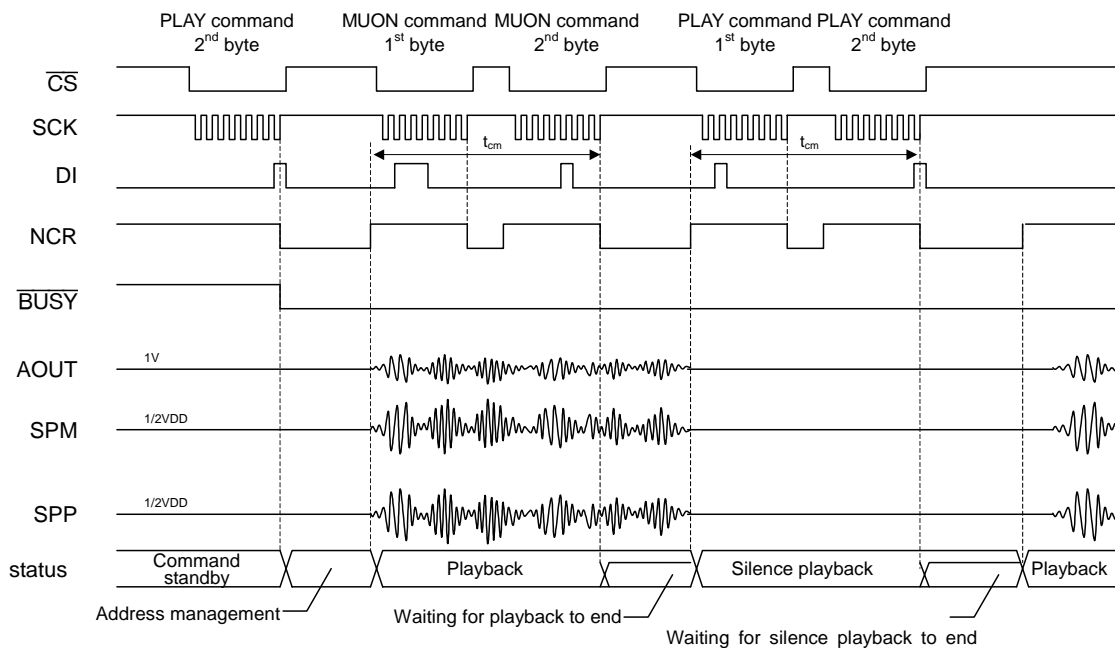 PLAY command
2nd byte
MUON command
1st byte
MUON command
2nd byte
PLAY command
1st byte
PLAY command
2nd byte
CS
SCK
tcm
tcm
DI
NCR
BUSY
AOUT
1V
SPM
1/2VDD
SPP
1/2VDD
status
Command
standby
Playback
Silence playback
Playback
Address management
Waiting for playback to end
Waiting for silence playback to end